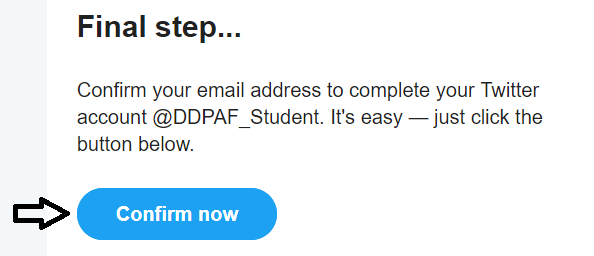 Final step...
Confirm your email address to complete your Twitter
account @DDPAF_Student. It's easy — just click the
button below.
Confirm now